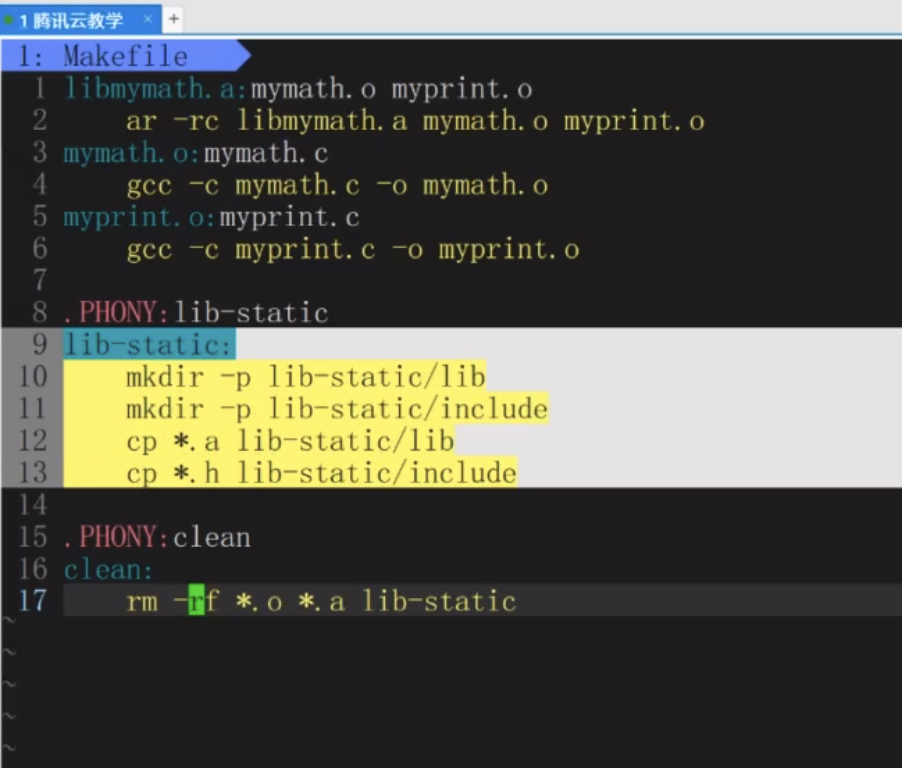 1 腾讯云教学 × +
1: Makefile
1 libmymath.a:mymath.o myprint.o
2     ar -rc libmymath.a mymath.o myprint.o
3 mymath.o:mymath.c
4     gcc -c mymath.c -o mymath.o
5 myprint.o:myprint.c
6     gcc -c myprint.c -o myprint.o
7
8 .PHONY:lib-static
9 lib-static:
10     mkdir -p lib-static/lib
11     mkdir -p lib-static/include
12     cp *.a lib-static/lib
13     cp *.h lib-static/include
14
15 .PHONY:clean
16 clean:
17     rm -rf *.o *.a lib-static
~
~
~
~
~